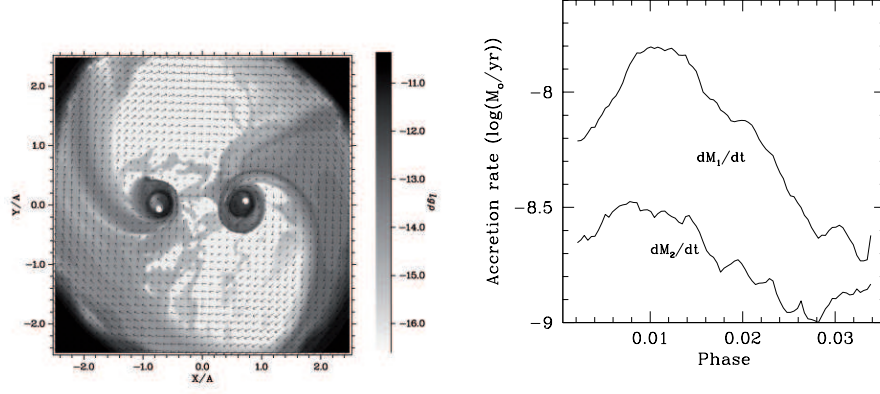 2.0
1.0
0.0
−1.0
−2.0
Y/A
−2.0 −1.0 0.0 1.0 2.0
X/A
−11.0
−12.0
−13.0
−14.0
−15.0
−16.0
lgρ
Accretion rate (log(M₀/yr))
−8
−8.5
−9
dM₁/dt
dM₂/dt
0.01 0.02 0.03
Phase